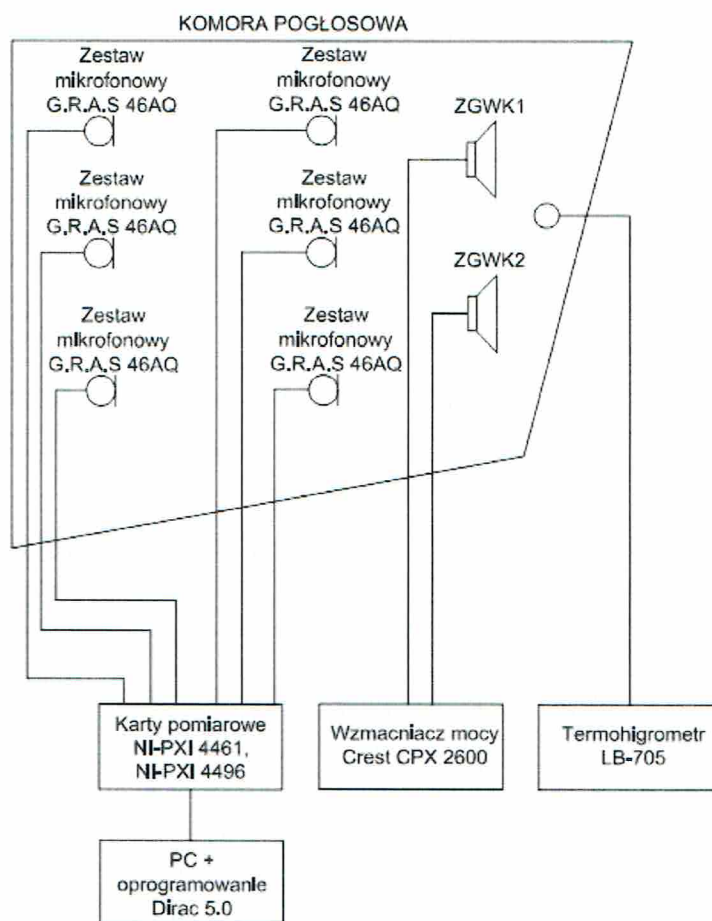 KOMORA POGŁOSOWA
Zestaw
mikrofonowy
G.R.A.S 46AQ
Zestaw
mikrofonowy
G.R.A.S 46AQ
ZGWK1
Zestaw
mikrofonowy
G.R.A.S 46AQ
Zestaw
mikrofonowy
G.R.A.S 46AQ
ZGWK2
Zestaw
mikrofonowy
G.R.A.S 46AQ
Zestaw
mikrofonowy
G.R.A.S 46AQ
Karty pomiarowe
NI-PXI 4461,
NI-PXI 4496
Wzmacniacz mocy
Crest CPX 2600
Termohigrometr
LB-705
PC +
oprogramowanie
Dirac 5.0